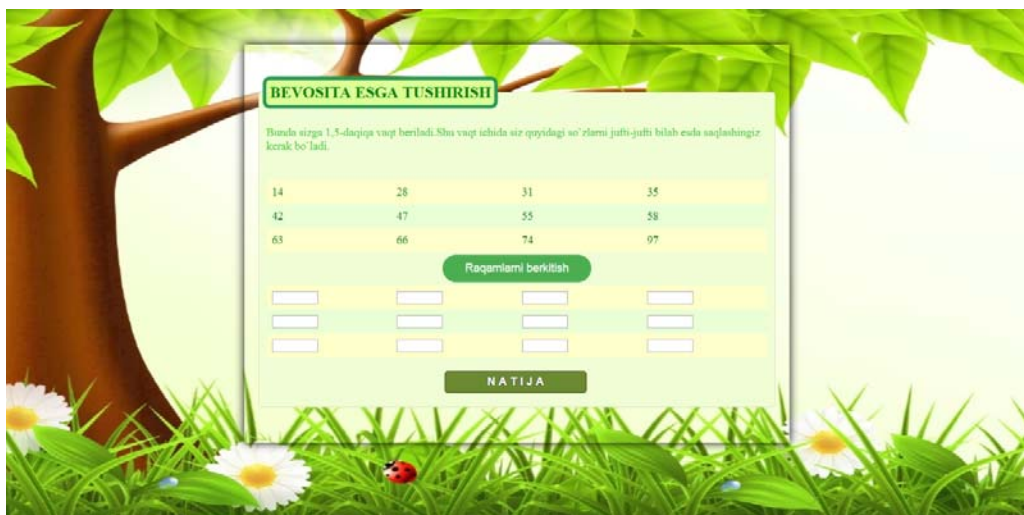 BEVOSITA ESGA TUSHIRISH
Bunda sizga 1,5-daqiqa vaqt beriladi.Shu vaqt ichida siz quyidagi so`zlarni jufti-jufti bilab esda saqlashingiz
kerak bo`ladi.
14 28 31 35
42 47 55 58
63 66 74 97
Raqamlarni berkitish
NATIJA